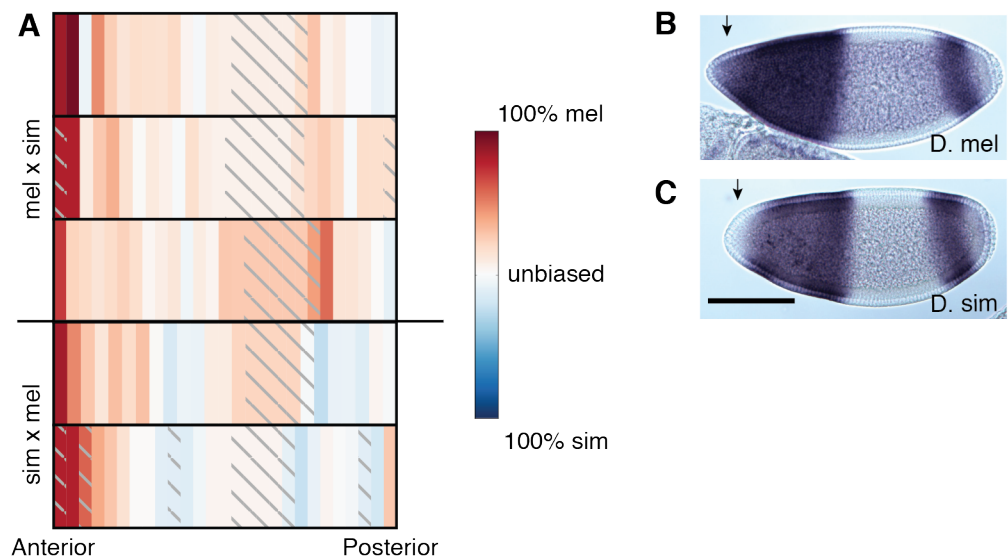 A
mel x sim
sim x mel
Anterior
Posterior
100% mel
unbiased
100% sim
B
D. mel
C
D. sim